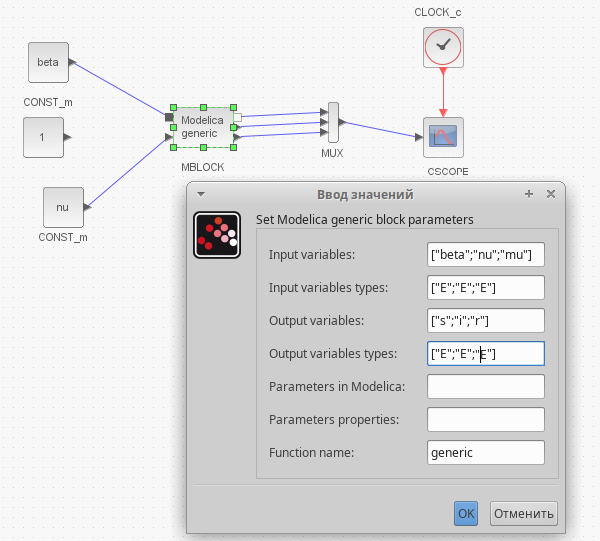 CLOCK_c
beta
CONST_m
1
Modelica
generic
MBLOCK
MUX
CSCOPE
nu
CONST_m
Ввод значений
Set Modelica generic block parameters
Input variables: ["beta";"nu";"mu"]
Input variables types: ["E";"E";"E"]
Output variables: ["s";"i";"r"]
Output variables types: ["E";"E";"E"]
Parameters in Modelica:
Parameters properties:
Function name: generic
OK Отменить